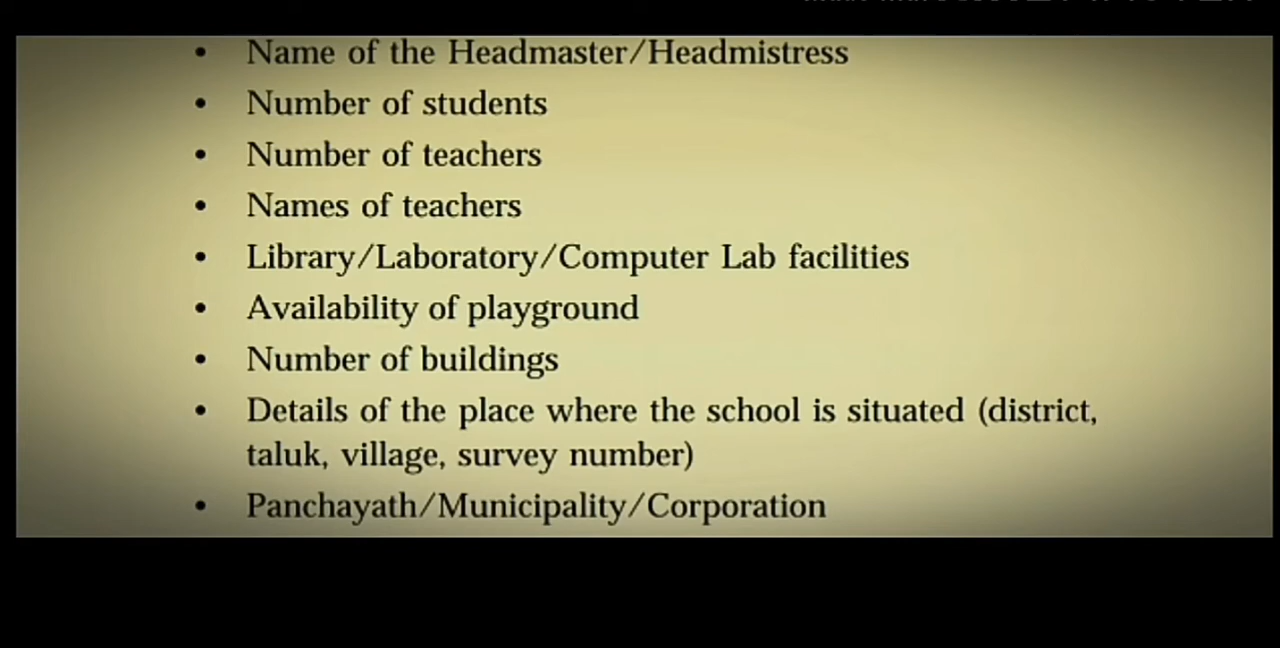 • Name of the Headmaster/Headmistress
• Number of students
• Number of teachers
• Names of teachers
• Library/Laboratory/Computer Lab facilities
• Availability of playground
• Number of buildings
• Details of the place where the school is situated (district,
taluk, village, survey number)
• Panchayath/Municipality/Corporation